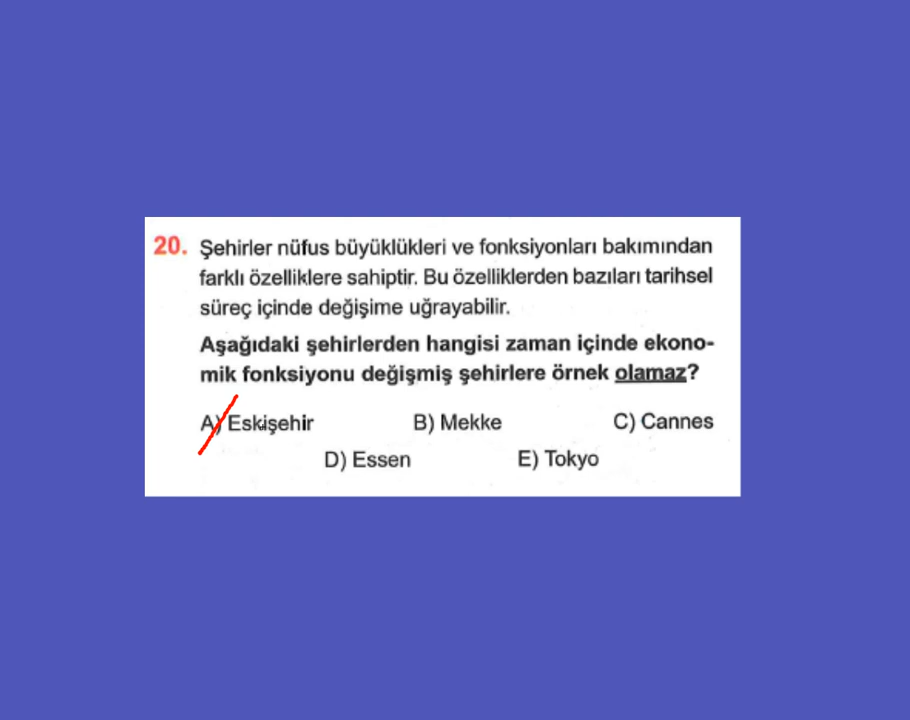 20. Şehirler nüfus büyüklükleri ve fonksiyonları bakımından
farklı özelliklere sahiptir. Bu özelliklerden bazıları tarihsel
süreç içinde değişime uğrayabilir.
Aşağıdaki şehirlerden hangisi zaman içinde ekono-
mik fonksiyonu değişmiş şehirlere örnek olamaz?
A) Eskişehir B) Mekke C) Cannes
D) Essen E) Tokyo